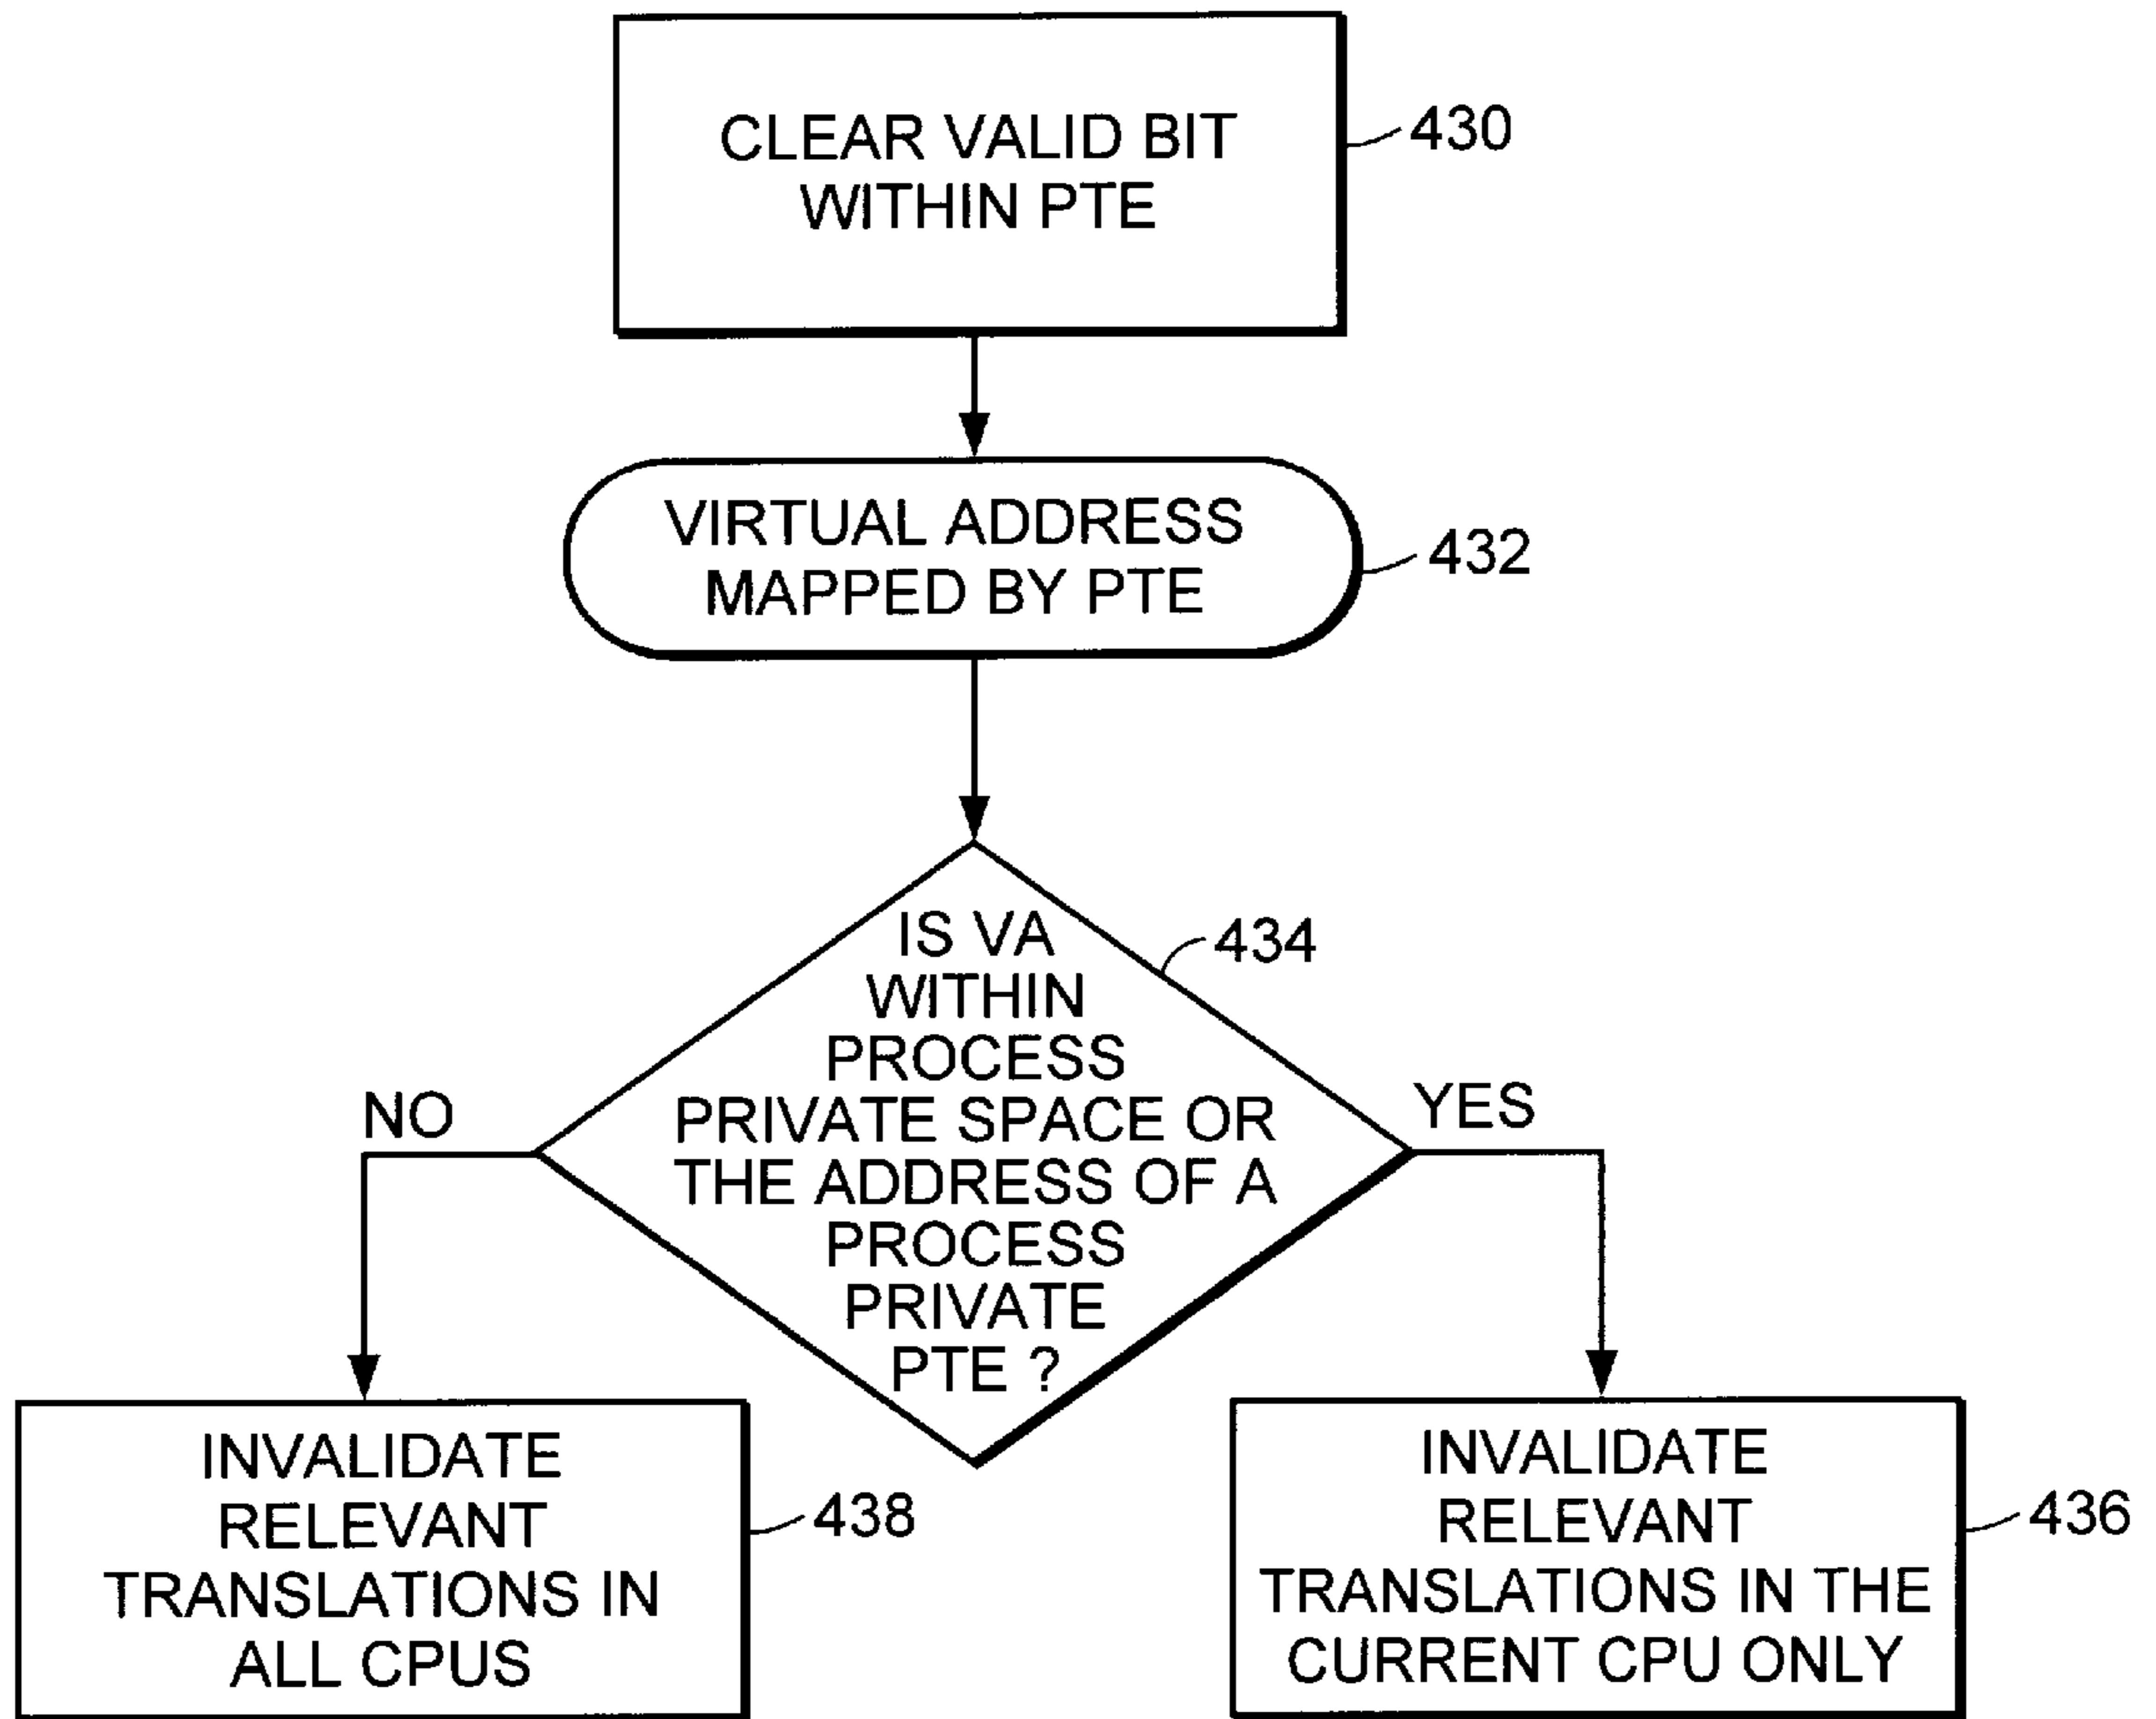 CLEAR VALID BIT
WITHIN PTE
430
VIRTUAL ADDRESS
MAPPED BY PTE
432
IS VA
WITHIN
PROCESS
PRIVATE SPACE OR
THE ADDRESS OF A
PROCESS
PRIVATE
PTE ?
434
NO
YES
INVALIDATE
RELEVANT
TRANSLATIONS IN
ALL CPUS
438
INVALIDATE
RELEVANT
TRANSLATIONS IN THE
CURRENT CPU ONLY
436